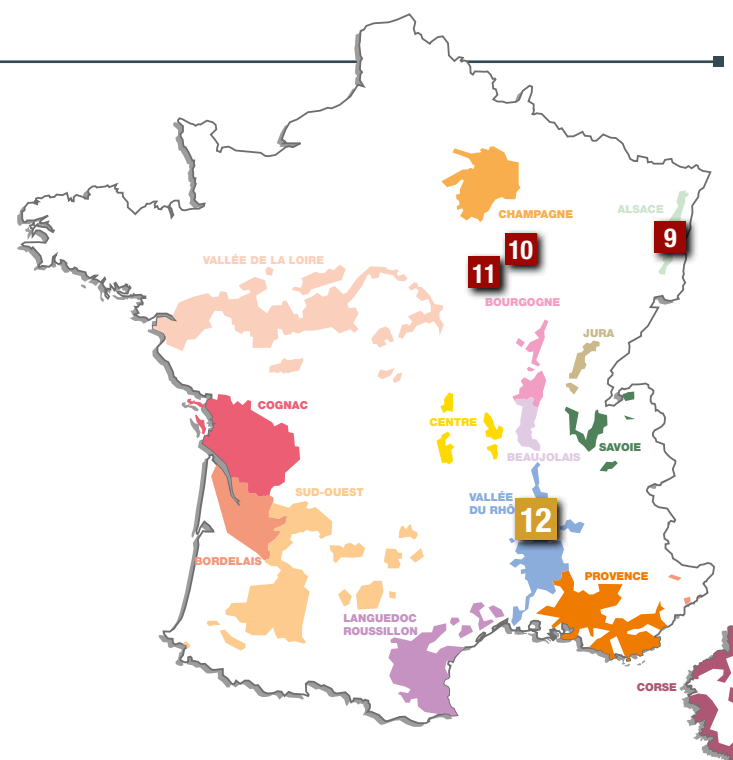 ALSACE
CHAMPAGNE
9
10
11
VALLÉE DE LA LOIRE
BOURGOGNE
JURA
COGNAC
CENTRE
SAVOIE
BEAUJOLAIS
SUD-OUEST
VALLÉE
DU RHÔ
12
BORDELAIS
PROVENCE
LANGUEDOC
ROUSSILLON
CORSE